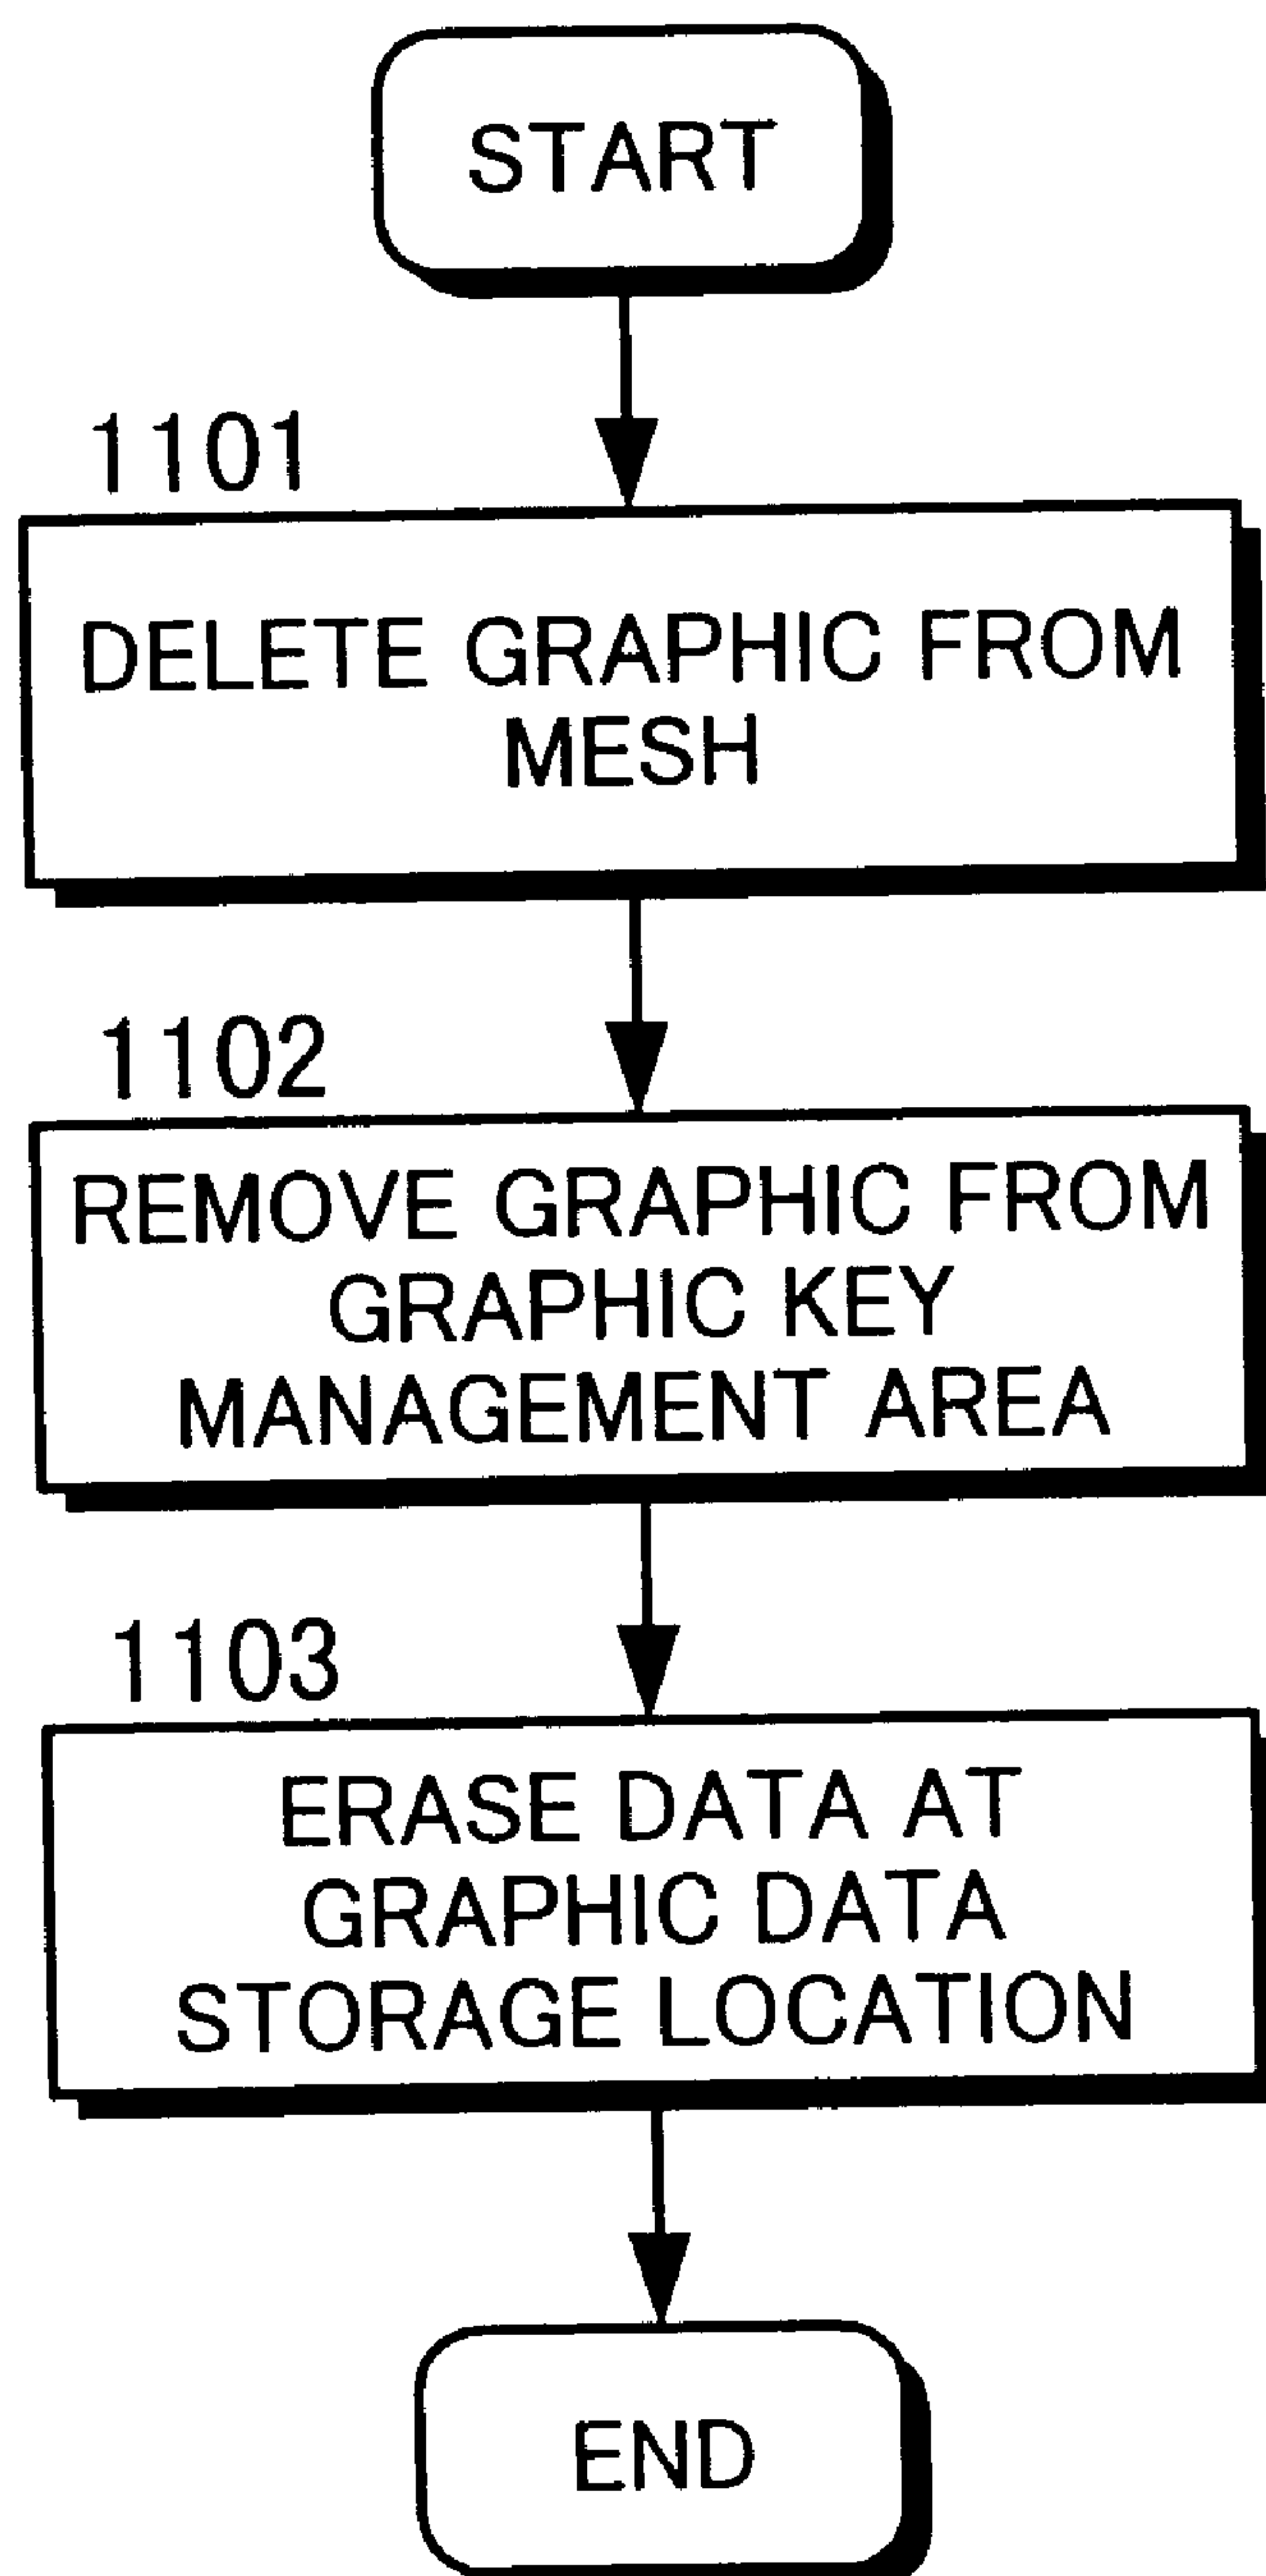 START
1101
DELETE GRAPHIC FROM
MESH
1102
REMOVE GRAPHIC FROM
GRAPHIC KEY
MANAGEMENT AREA
1103
ERASE DATA AT
GRAPHIC DATA
STORAGE LOCATION
END